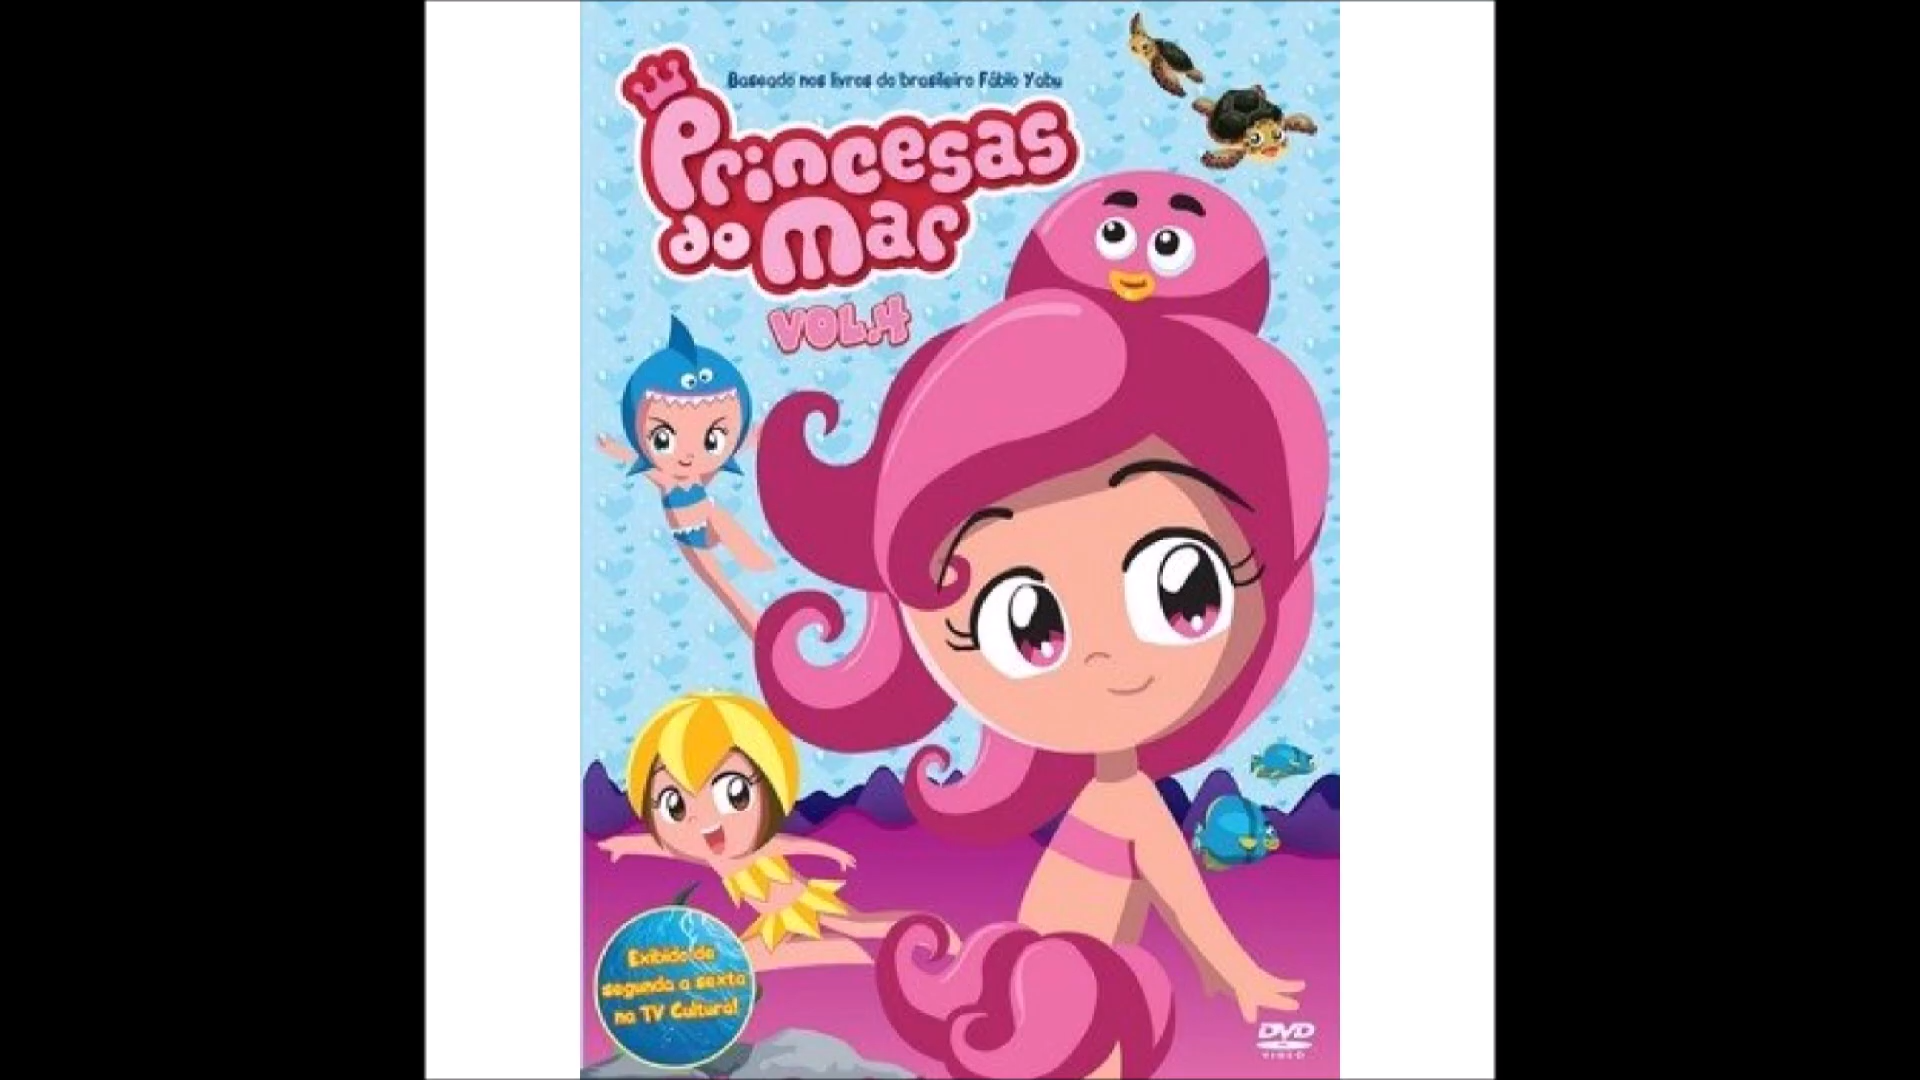 Baseado nos livros do brasileiro Fábio Yabu
Princesas
do mar
VOL.4
Exibido de
segunda a sexta
na TV Cultura!
DVD
VIDEO